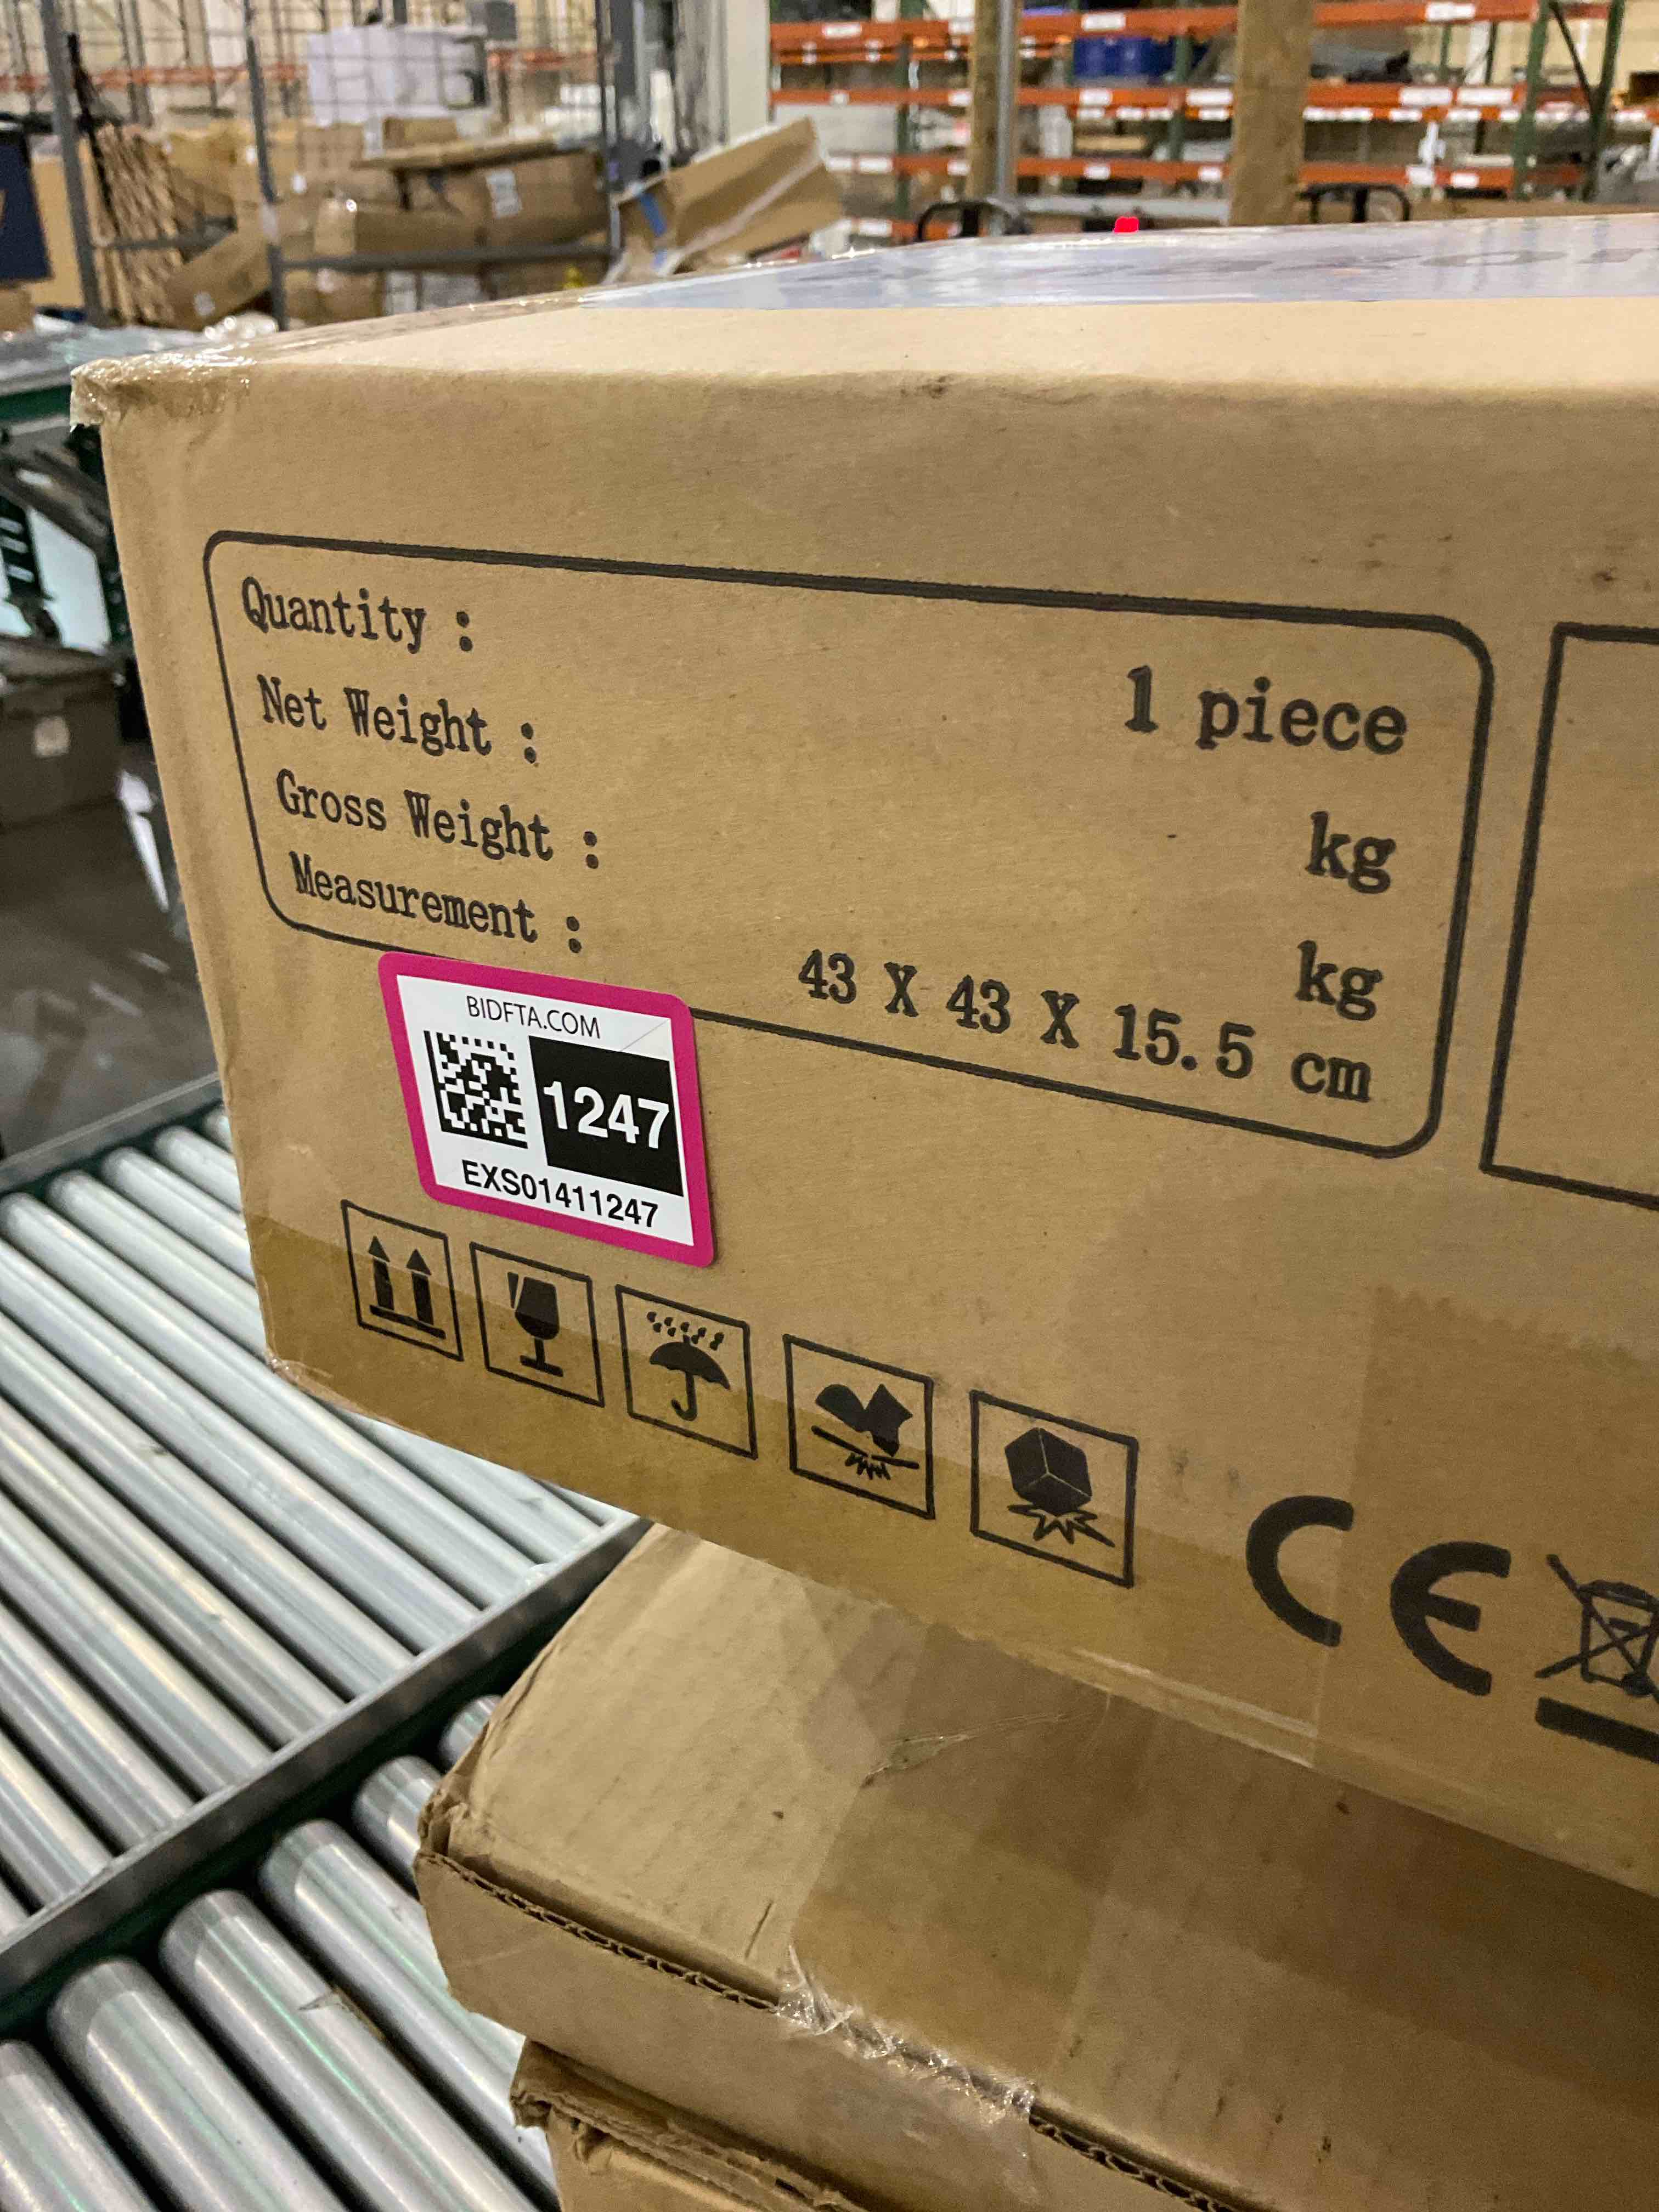 Quantity : 1 piece
Net Weight : kg
Gross Weight : kg
Measurement : 43 X 43 X 15.5 cm
BIDFTA.COM
1247
EXS01411247
CE